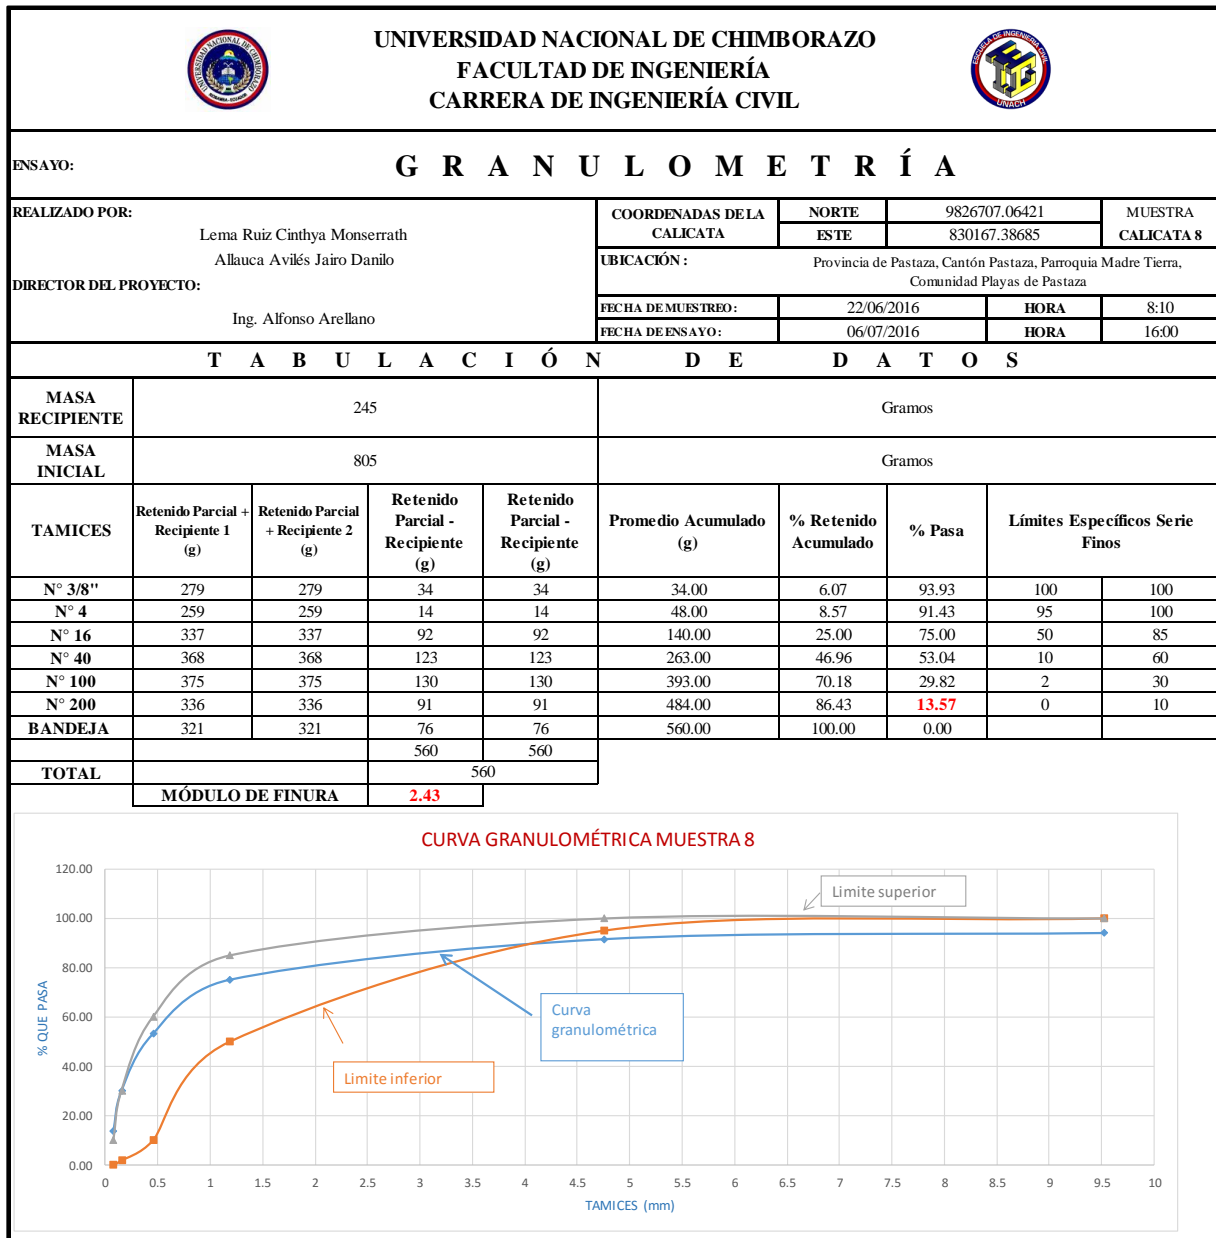 UNIVERSIDAD NACIONAL DE CHIMBORAZO
FACULTAD DE INGENIERÍA
CARRERA DE INGENIERÍA CIVIL
UNIVERSIDAD NACIONAL DE CHIMBORAZO
RIOBAMBA - ECUADOR
ESCUELA DE INGENIERIA CIVIL
UNACH
ENSAYO: G R A N U L O M E T R Í A
REALIZADO POR:
Lema Ruiz Cinthya Monserrath
Allauca Avilés Jairo Danilo
DIRECTOR DEL PROYECTO:
Ing. Alfonso Arellano
COORDENADAS DE LA CALICATA
NORTE 9826707.06421
ESTE 830167.38685
MUESTRA
CALICATA 8
UBICACIÓN : Provincia de Pastaza, Cantón Pastaza, Parroquia Madre Tierra,
Comunidad Playas de Pastaza
FECHA DE MUESTREO: 22/06/2016 HORA 8:10
FECHA DE ENSAYO: 06/07/2016 HORA 16:00
T A B U L A C I Ó N D E D A T O S
MASA RECIPIENTE 245 Gramos
MASA INICIAL 805 Gramos
TAMICES Retenido Parcial + Recipiente 1 (g) Retenido Parcial + Recipiente 2 (g) Retenido Parcial - Recipiente (g) Retenido Parcial - Recipiente (g) Promedio Acumulado (g) % Retenido Acumulado % Pasa Límites Específicos Serie Finos
N° 3/8" 279 279 34 34 34.00 6.07 93.93 100 100
N° 4 259 259 14 14 48.00 8.57 91.43 95 100
N° 16 337 337 92 92 140.00 25.00 75.00 50 85
N° 40 368 368 123 123 263.00 46.96 53.04 10 60
N° 100 375 375 130 130 393.00 70.18 29.82 2 30
N° 200 336 336 91 91 484.00 86.43 13.57 0 10
BANDEJA 321 321 76 76 560.00 100.00 0.00
560 560
TOTAL 560
MÓDULO DE FINURA 2.43
CURVA GRANULOMÉTRICA MUESTRA 8
120.00
100.00
80.00
60.00
40.00
20.00
0.00
% QUE PASA
Limite superior
Curva
granulométrica
Limite inferior
0 0.5 1 1.5 2 2.5 3 3.5 4 4.5 5 5.5 6 6.5 7 7.5 8 8.5 9 9.5 10
TAMICES (mm)